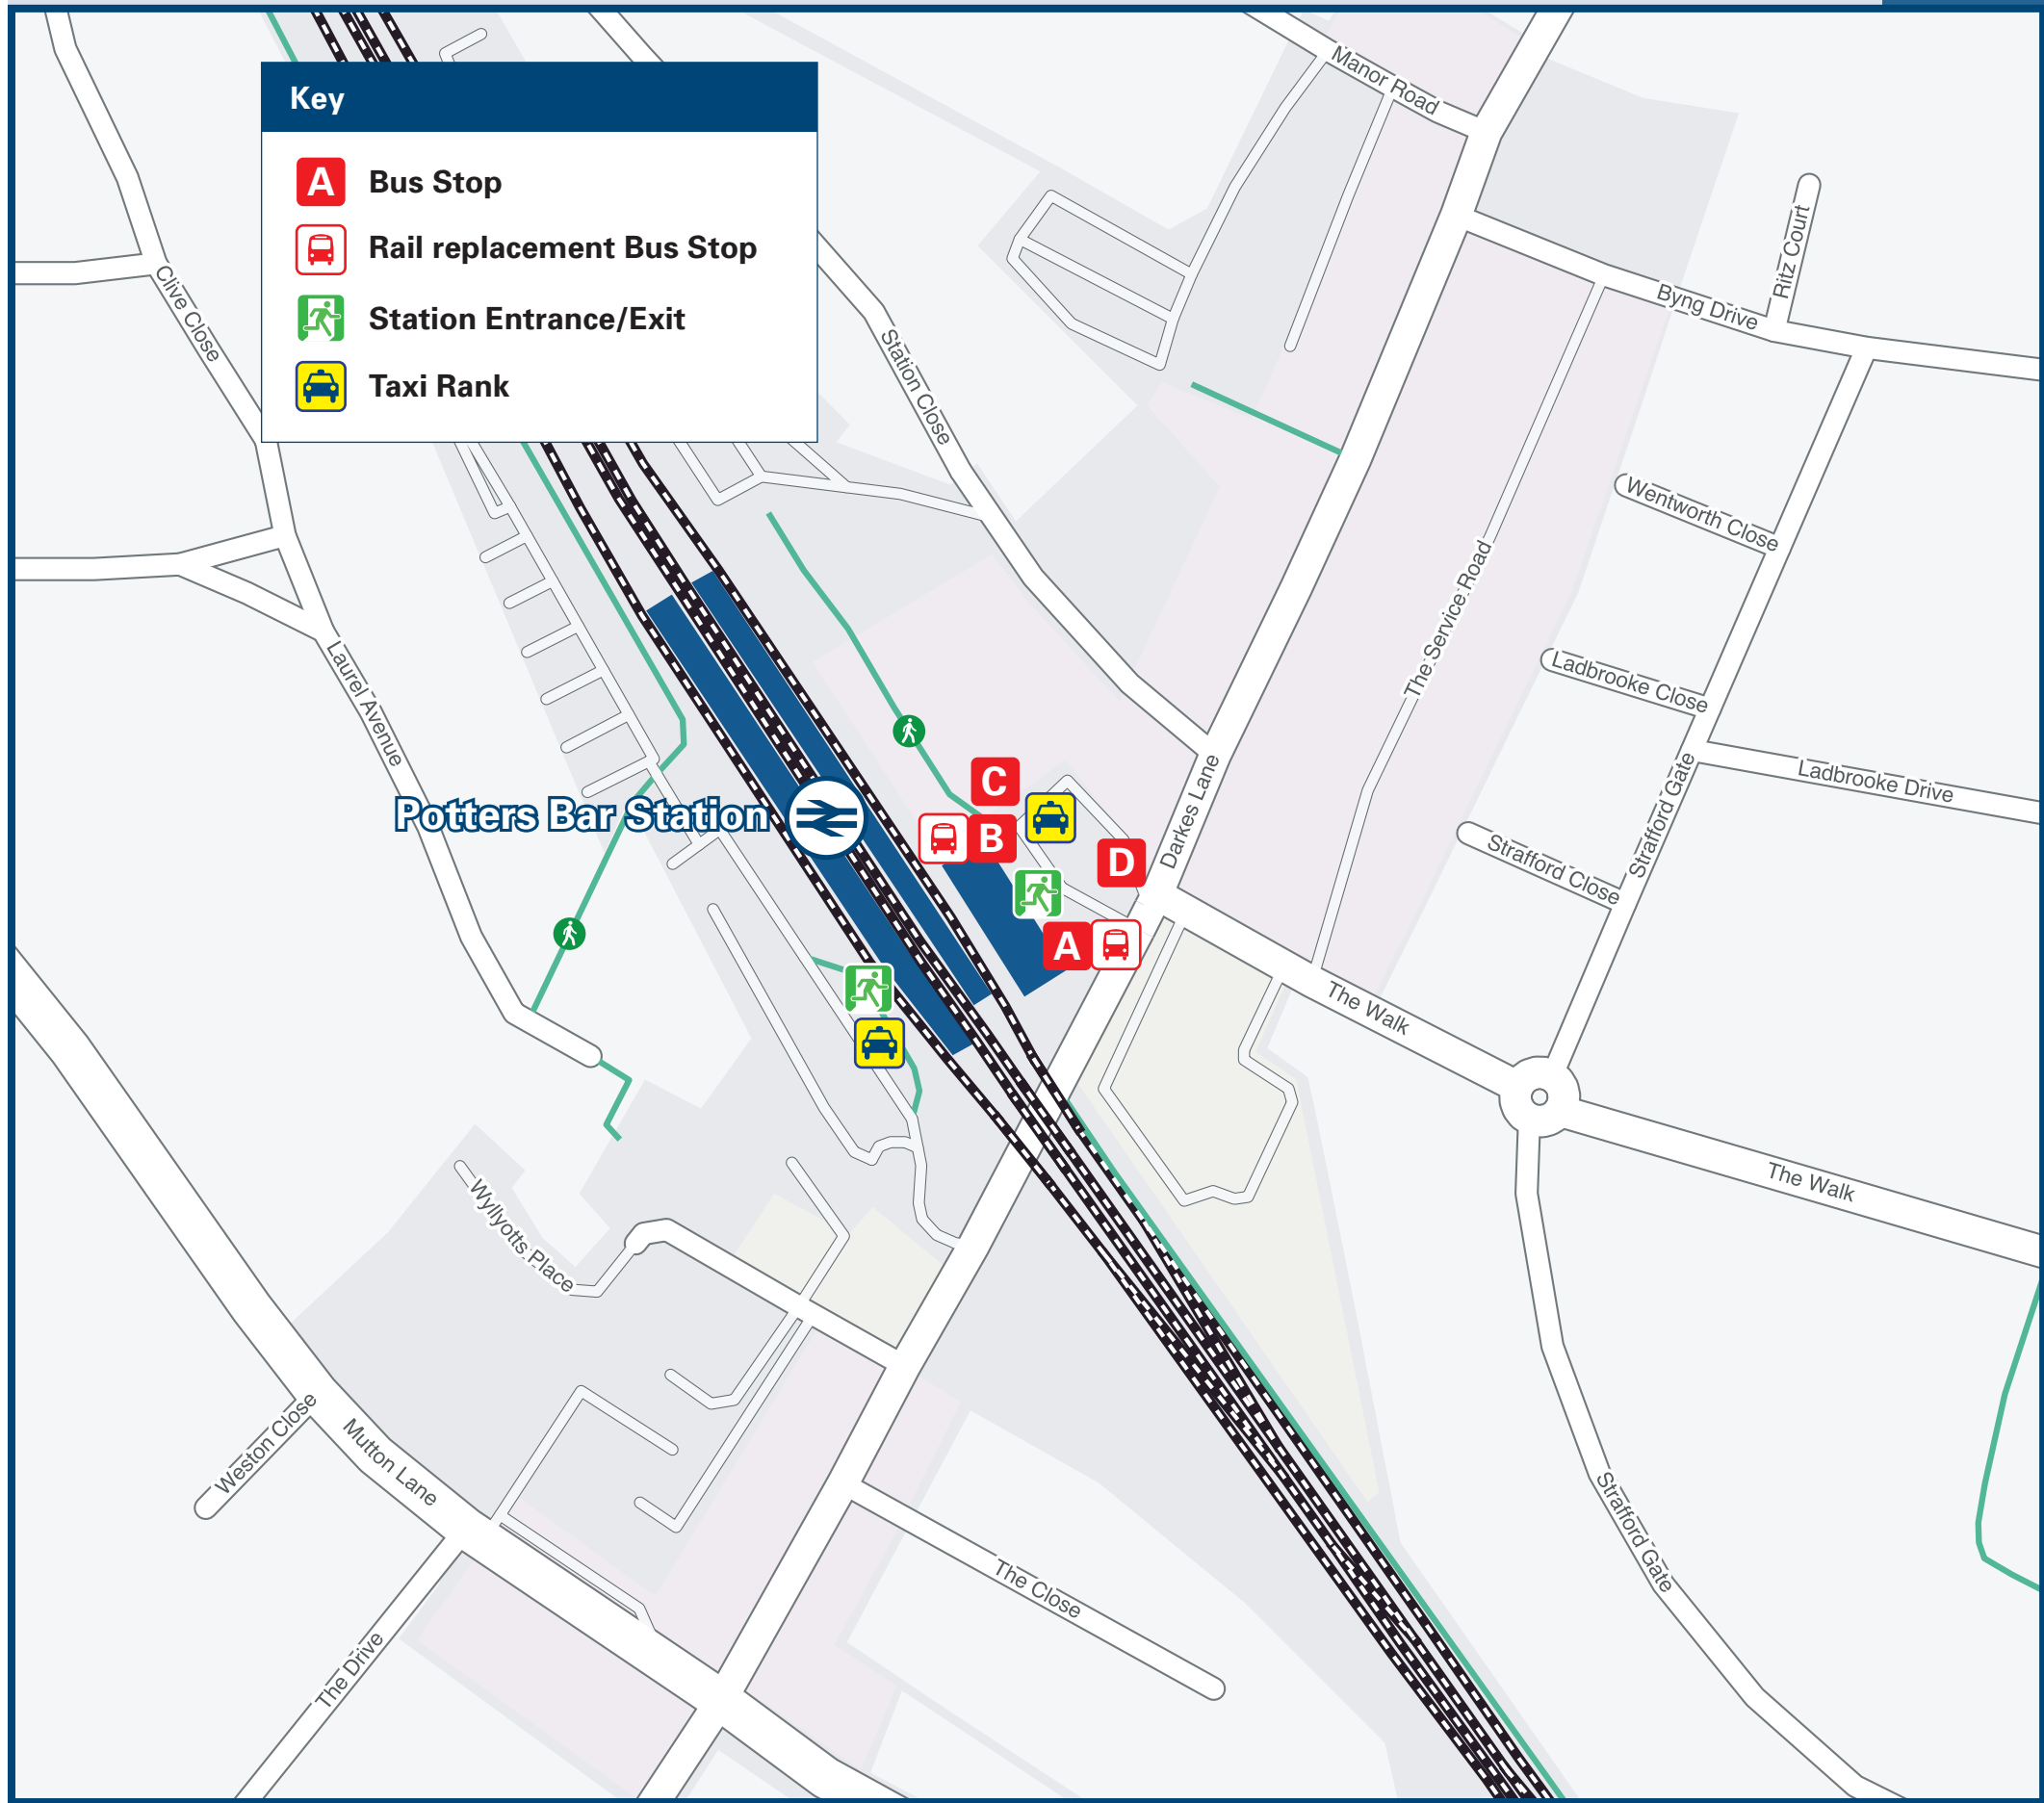 Key
A Bus Stop
Rail replacement Bus Stop
Station Entrance/Exit
Taxi Rank
Manor Road
Ritz Court
Byng Drive
Clive Close
Station Close
Wentworth Close
The Service Road
Ladbrooke Close
Laurel Avenue
Ladbrooke Drive
Darkes Lane
Strafford Gate
Strafford Close
Potters Bar Station
C
B
D
A
The Walk
The Walk
Wyllyotts Place
Weston Close
Mutton Lane
Strafford Gate
The Close
The Drive